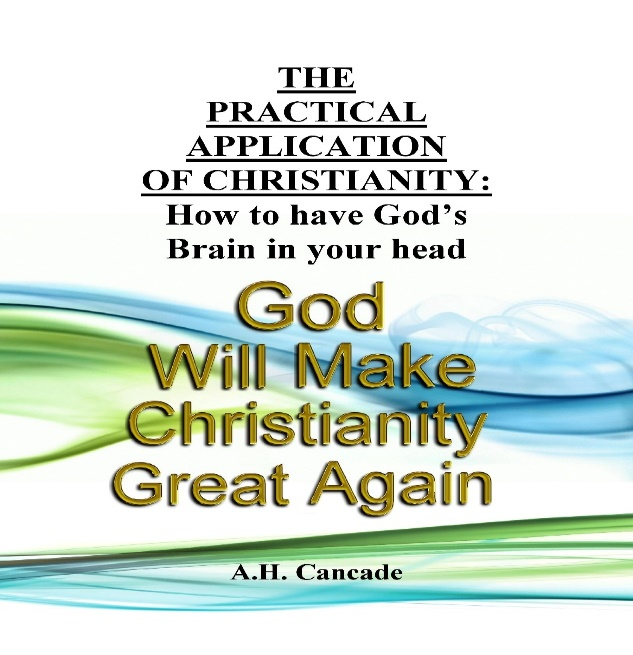 THE
PRACTICAL
APPLICATION
OF CHRISTIANITY:
How to have God’s
Brain in your head
God
Will Make
Christianity
Great Again
A.H. Cancade